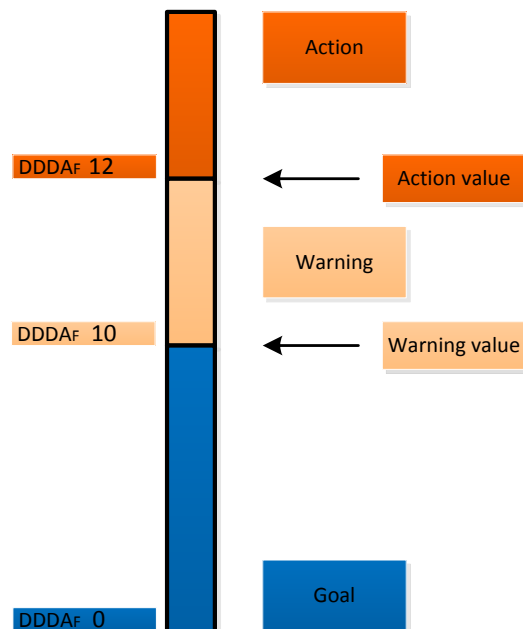 Action
DDDAF 12
Action value
Warning
DDDAF 10
Warning value
Goal
DDDAF 0